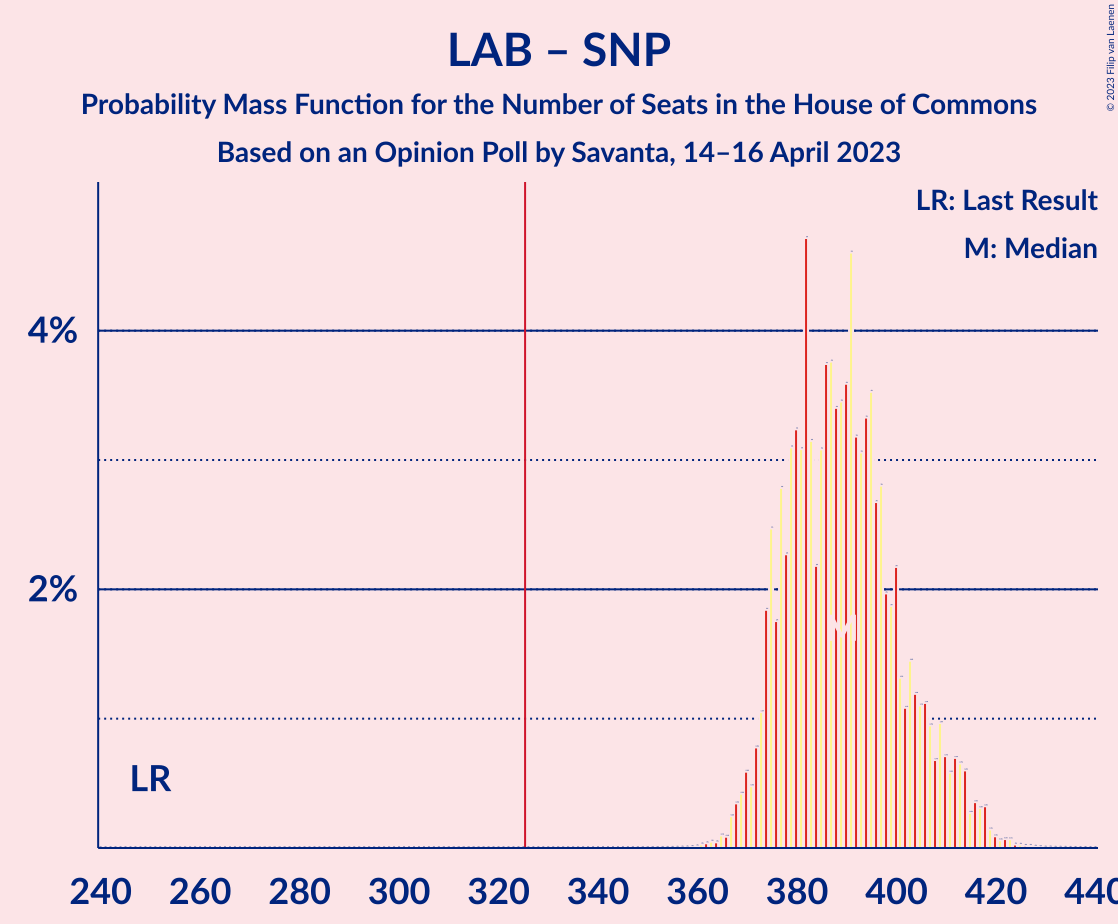 LAB – SNP
Probability Mass Function for the Number of Seats in the House of Commons
Based on an Opinion Poll by Savanta, 14–16 April 2023
© 2023 Filip van Laenen
LR: Last Result
M: Median
4%
2%
M
LR
240 260 280 300 320 340 360 380 400 420 440